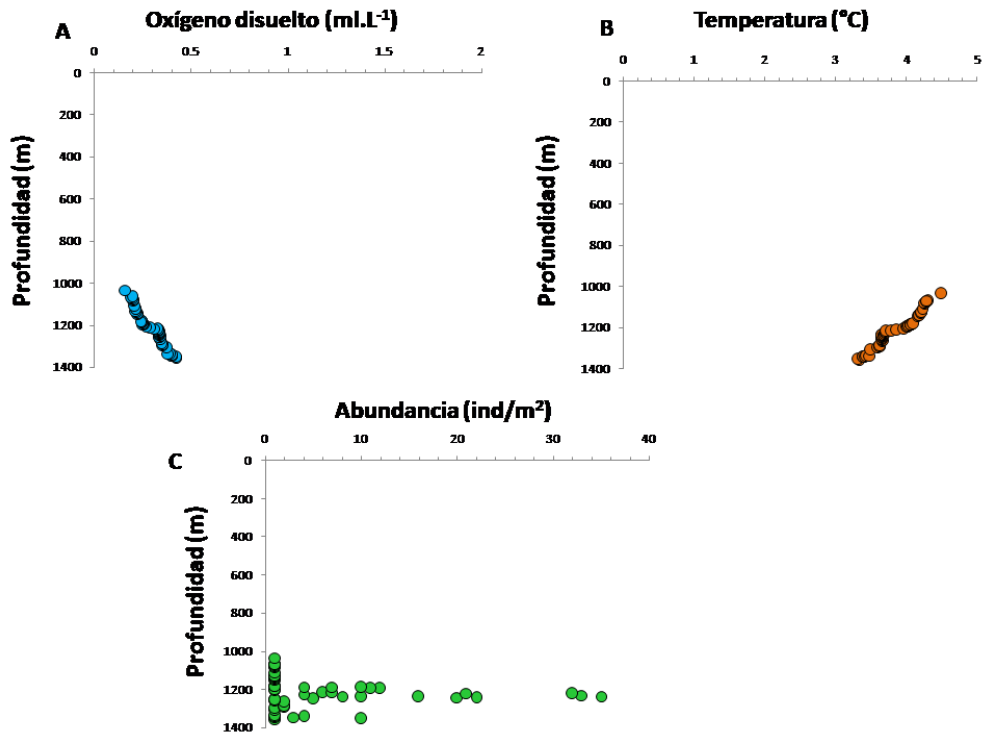 A
Oxígeno disuelto (ml.L⁻¹)
0 0.5 1 1.5 2
0
200
400
600
800
1000
1200
1400
Profundidad (m)
B
Temperatura (°C)
0 1 2 3 4 5
0
200
400
600
800
1000
1200
1400
Profundidad (m)
C
Abundancia (ind/m²)
0 10 20 30 40
0
200
400
600
800
1000
1200
1400
Profundidad (m)